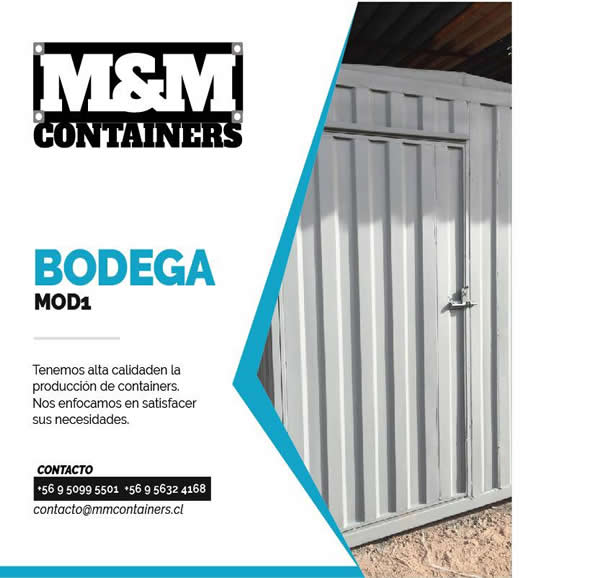 M&M
CONTAINERS
BODEGA
MOD1
Tenemos alta calidaden la
producción de containers.
Nos enfocamos en satisfacer
sus necesidades.
CONTACTO
+56 9 5099 5501 +56 9 5632 4168
contacto@mmcontainers.cl